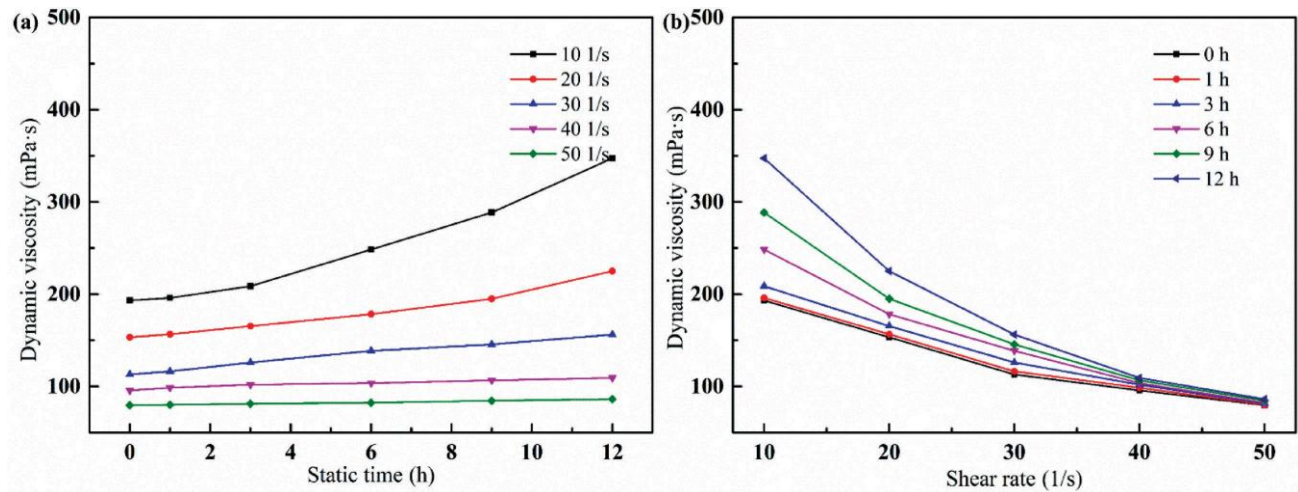 (a)
500
400
300
200
100
Dynamic viscosity (mPa·s)
10 1/s
20 1/s
30 1/s
40 1/s
50 1/s
0 2 4 6 8 10 12
Static time (h)
(b)
500
400
300
200
100
Dynamic viscosity (mPa·s)
0 h
1 h
3 h
6 h
9 h
12 h
10 20 30 40 50
Shear rate (1/s)